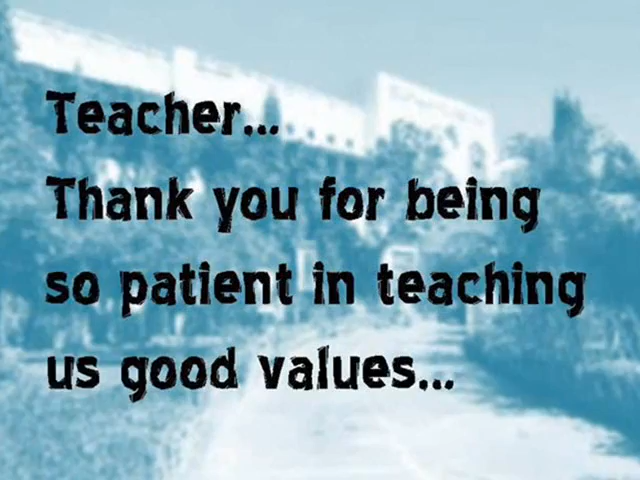 Teacher...
Thank you for being
so patient in teaching
us good values...